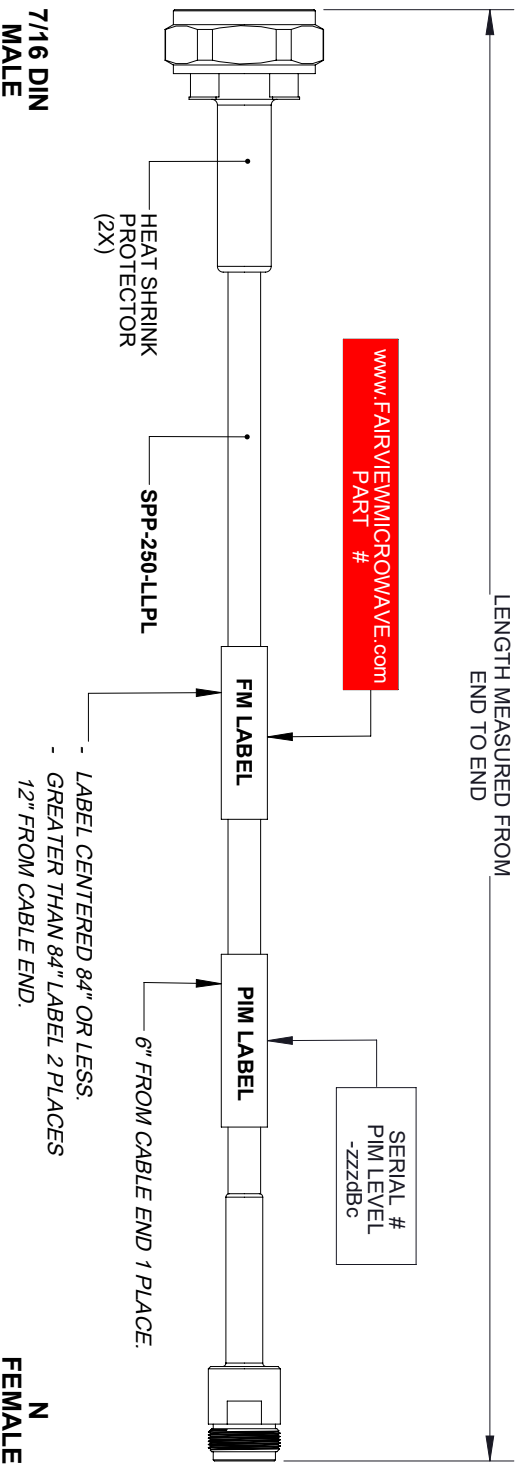 LENGTH MEASURED FROM
END TO END
www.FAIRVIEWMICROWAVE.com
PART #
SERIAL #
PIM LEVEL
-zzzdBc
FM LABEL
PIM LABEL
HEAT SHRINK
PROTECTOR
(2X)
SPP-250-LLPL
- LABEL CENTERED 84" OR LESS.
- GREATER THAN 84" LABEL 2 PLACES
12" FROM CABLE END.
6" FROM CABLE END 1 PLACE.
7/16 DIN
MALE
N
FEMALE